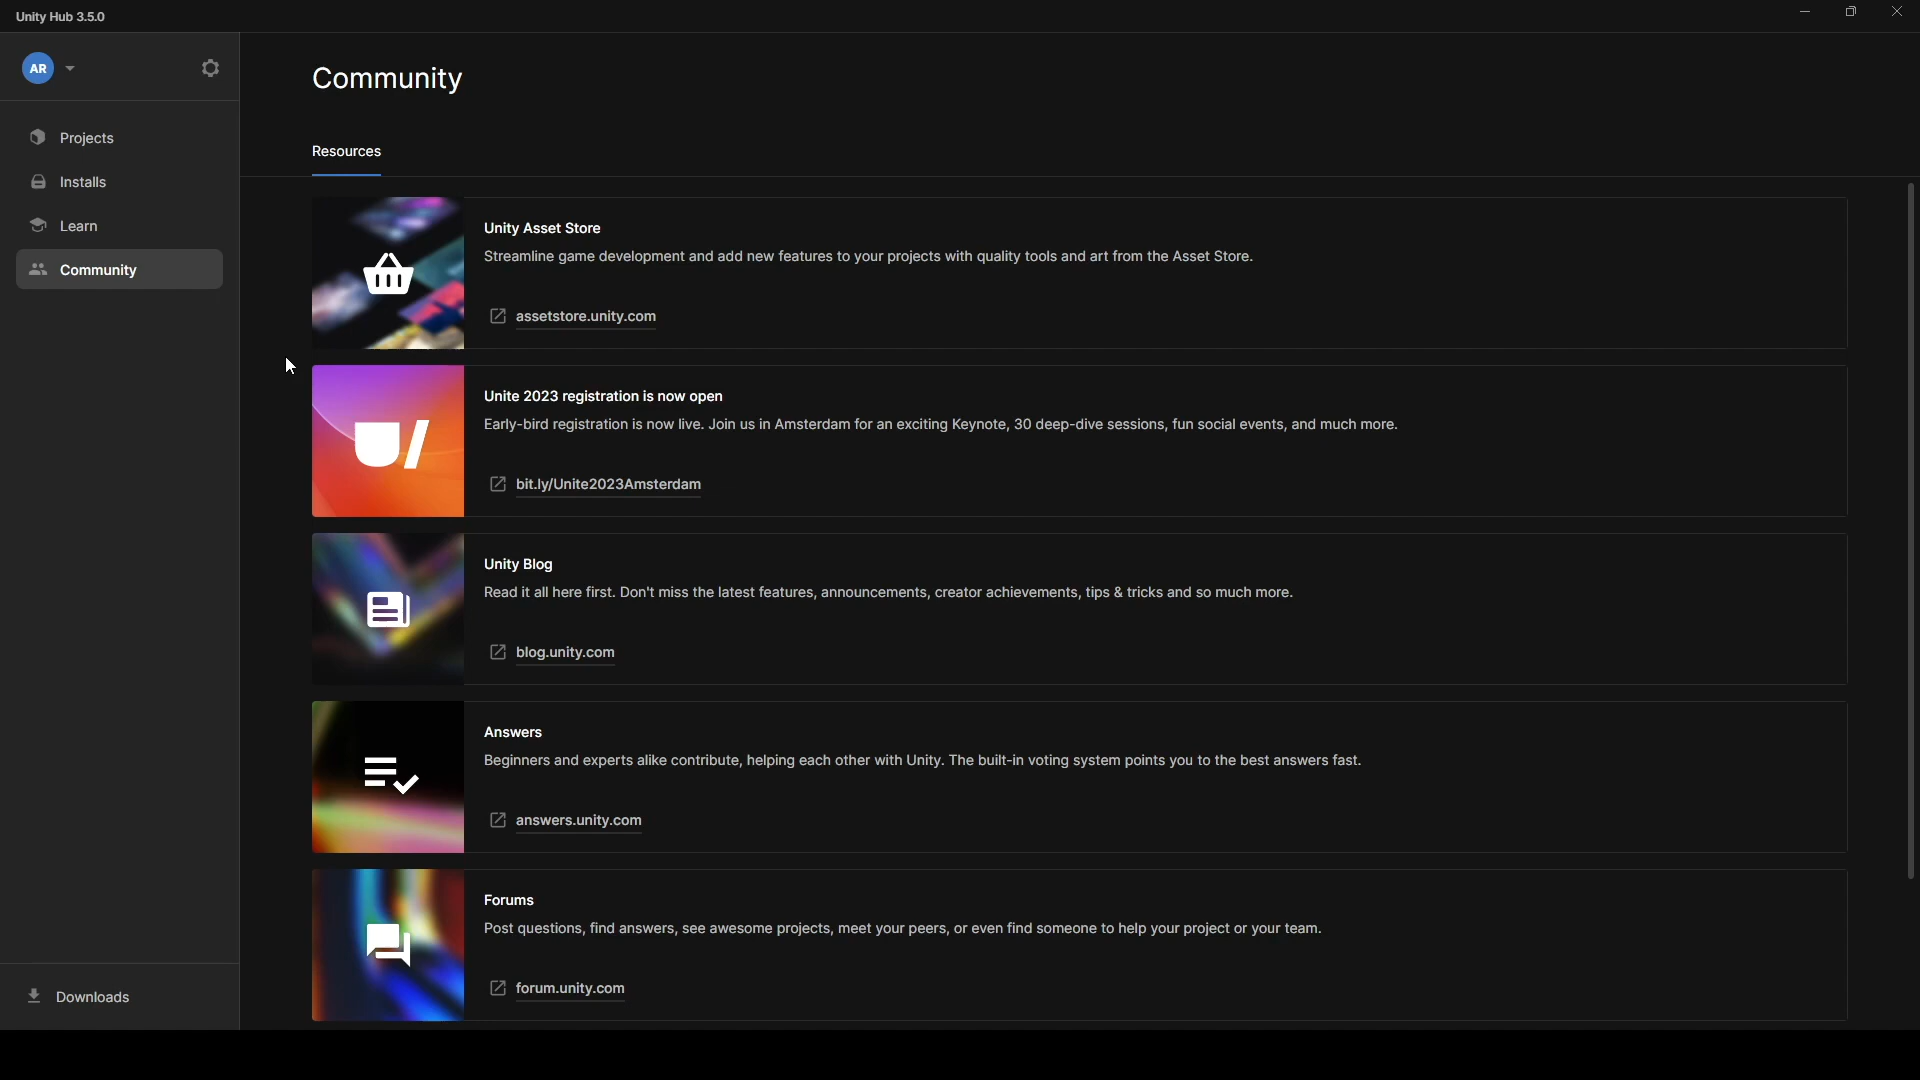 Unity Hub 3.5.0
AR
Projects
Installs
Learn
Community
Downloads
Community
Resources
Unity Asset Store
Streamline game development and add new features to your projects with quality tools and art from the Asset Store.
assetstore.unity.com
Unite 2023 registration is now open
Early-bird registration is now live. Join us in Amsterdam for an exciting Keynote, 30 deep-dive sessions, fun social events, and much more.
bit.ly/Unite2023Amsterdam
Unity Blog
Read it all here first. Don't miss the latest features, announcements, creator achievements, tips & tricks and so much more.
blog.unity.com
Answers
Beginners and experts alike contribute, helping each other with Unity. The built-in voting system points you to the best answers fast.
answers.unity.com
Forums
Post questions, find answers, see awesome projects, meet your peers, or even find someone to help your project or your team.
forum.unity.com